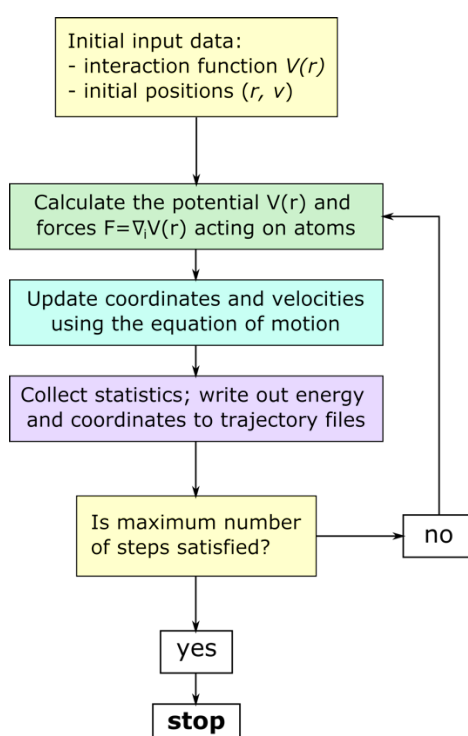 Initial input data:
- interaction function V(r)
- initial positions (r, v)
Calculate the potential V(r) and
forces F=∇ᵢV(r) acting on atoms
Update coordinates and velocities
using the equation of motion
Collect statistics; write out energy
and coordinates to trajectory files
Is maximum number
of steps satisfied?
no
yes
stop